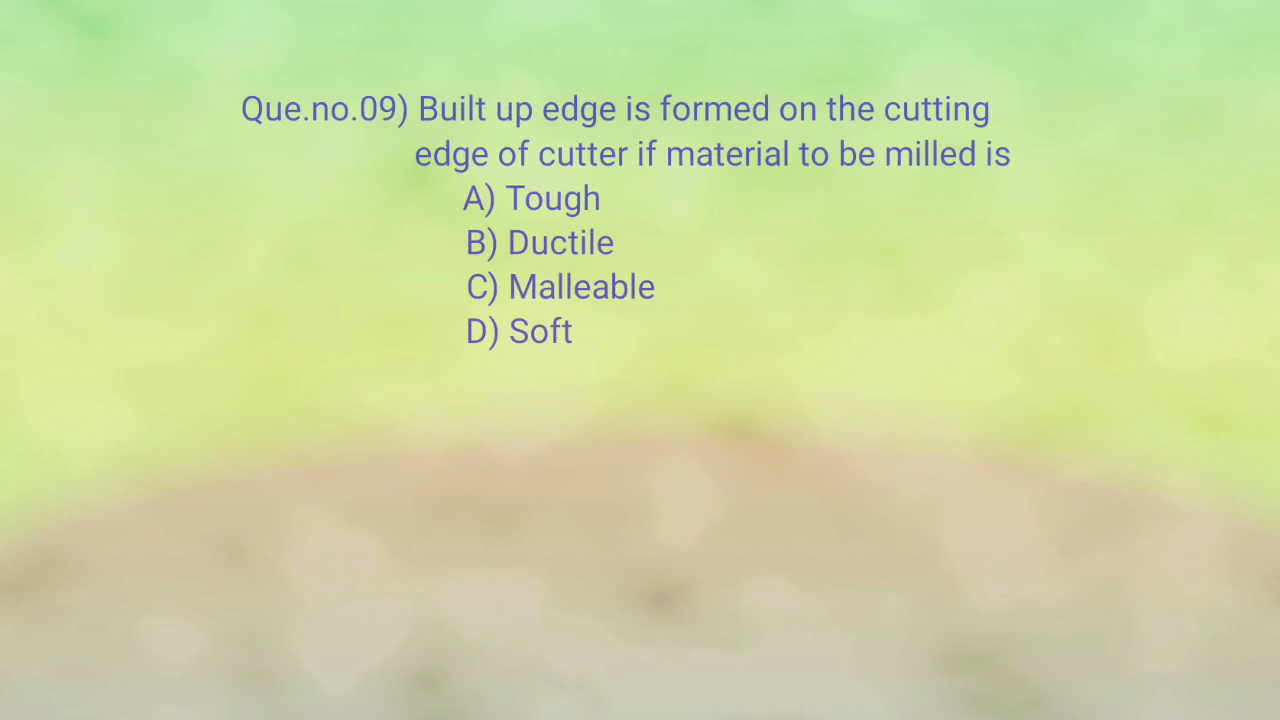 Que.no.09) Built up edge is formed on the cutting
edge of cutter if material to be milled is
A) Tough
B) Ductile
C) Malleable
D) Soft